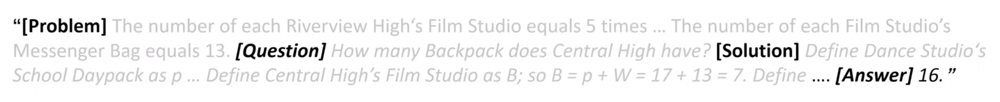 “[Problem] The number of each Riverview High‘s Film Studio equals 5 times ... The number of each Film Studio’s
Messenger Bag equals 13. [Question] How many Backpack does Central High have? [Solution] Define Dance Studio‘s
School Daypack as p ... Define Central High’s Film Studio as B; so B = p + W = 17 + 13 = 7. Define .... [Answer] 16. ”